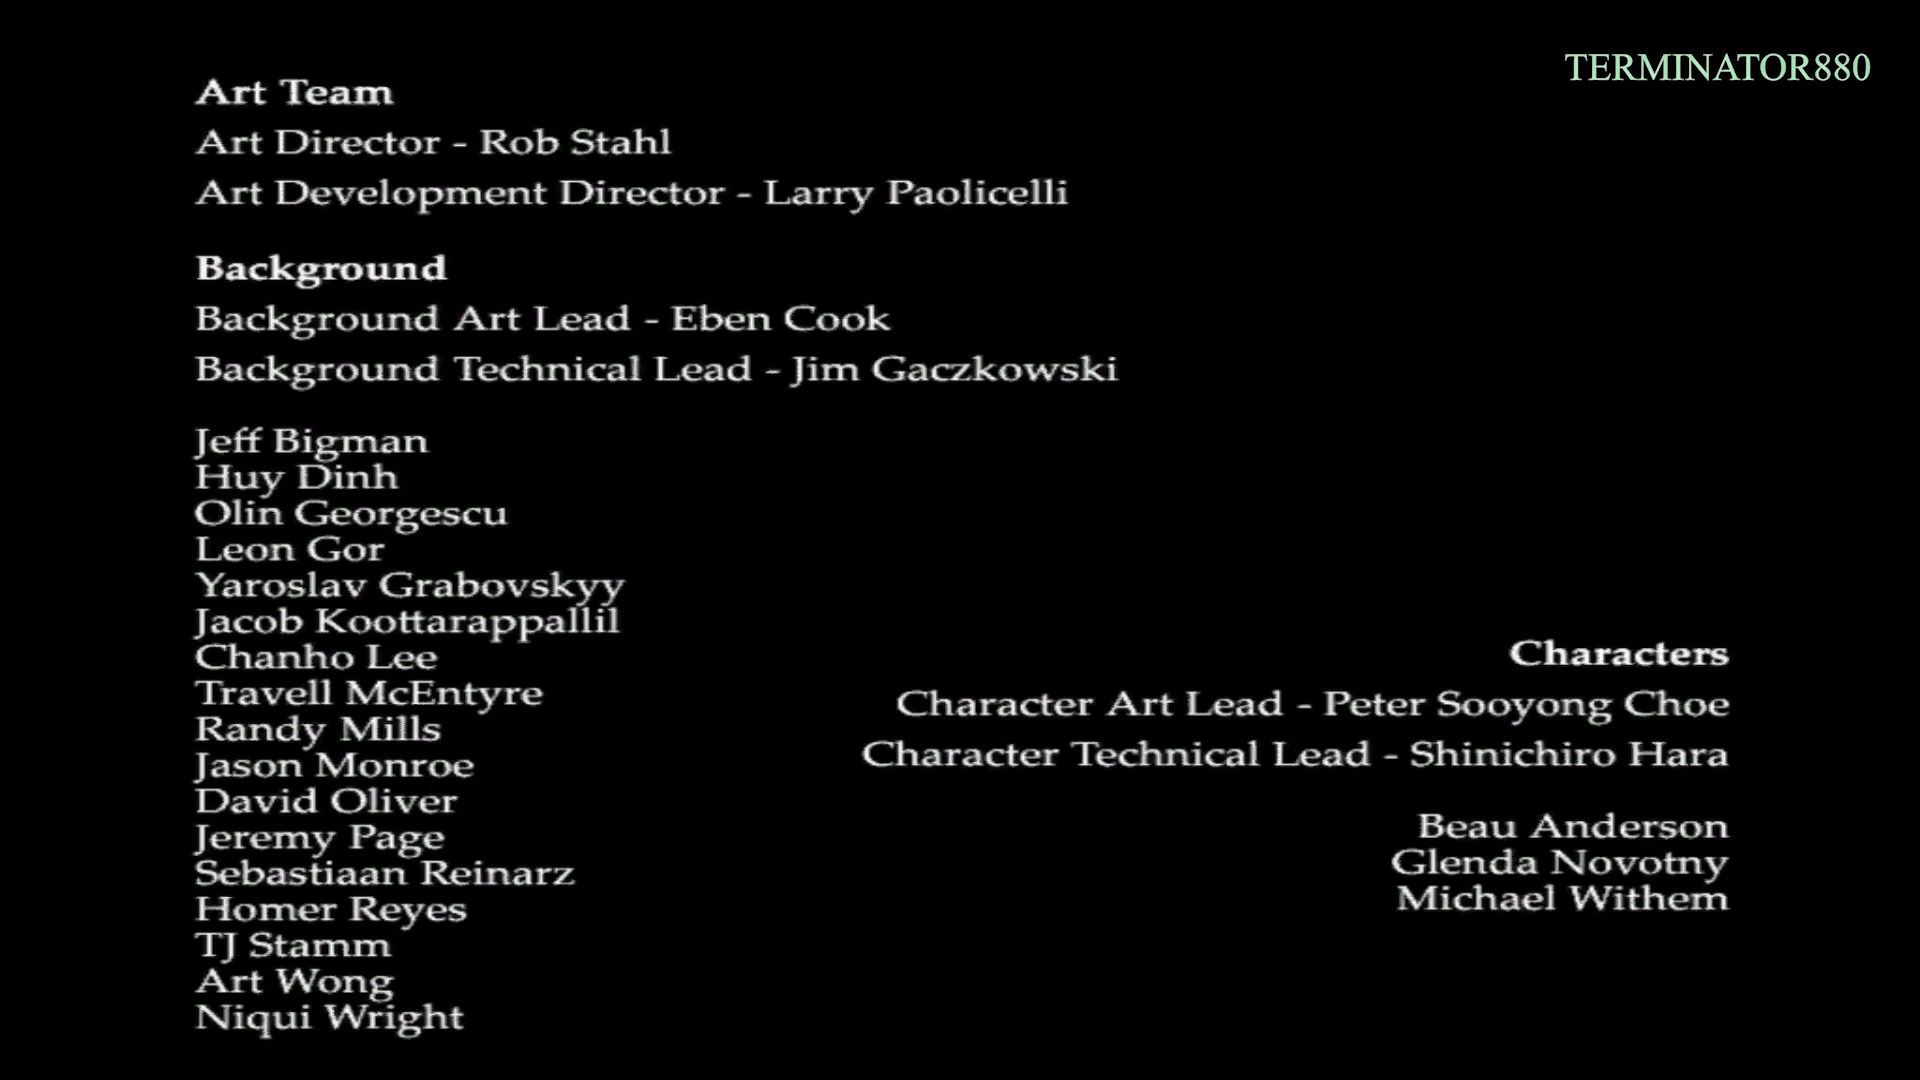 TERMINATOR880
Art Team
Art Director - Rob Stahl
Art Development Director - Larry Paolicelli
Background
Background Art Lead - Eben Cook
Background Technical Lead - Jim Gaczkowski
Jeff Bigman
Huy Dinh
Olin Georgescu
Leon Gor
Yaroslav Grabovskyy
Jacob Koottarappallil
Chanho Lee
Travell McEntyre
Randy Mills
Jason Monroe
David Oliver
Jeremy Page
Sebastiaan Reinarz
Homer Reyes
TJ Stamm
Art Wong
Niqui Wright
Characters
Character Art Lead - Peter Sooyong Choe
Character Technical Lead - Shinichiro Hara
Beau Anderson
Glenda Novotny
Michael Withem